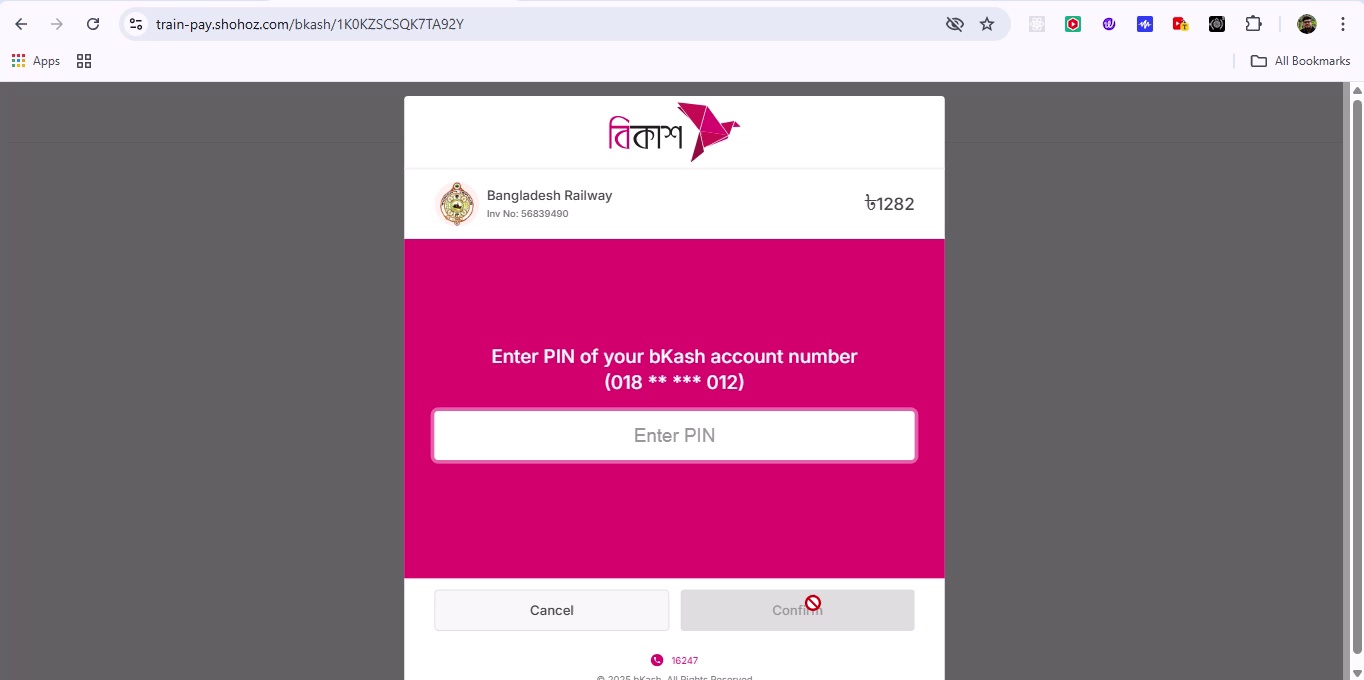 train-pay.shohoz.com/bkash/1K0KZSCSQK7TA92Y
Apps
All Bookmarks
বিকাশ
Bangladesh Railway
Inv No: 56839490
৳1282
Enter PIN of your bKash account number
(018 ** *** 012)
Enter PIN
Cancel
Confirm
16247
© 2025 bKash, All Rights Reserved